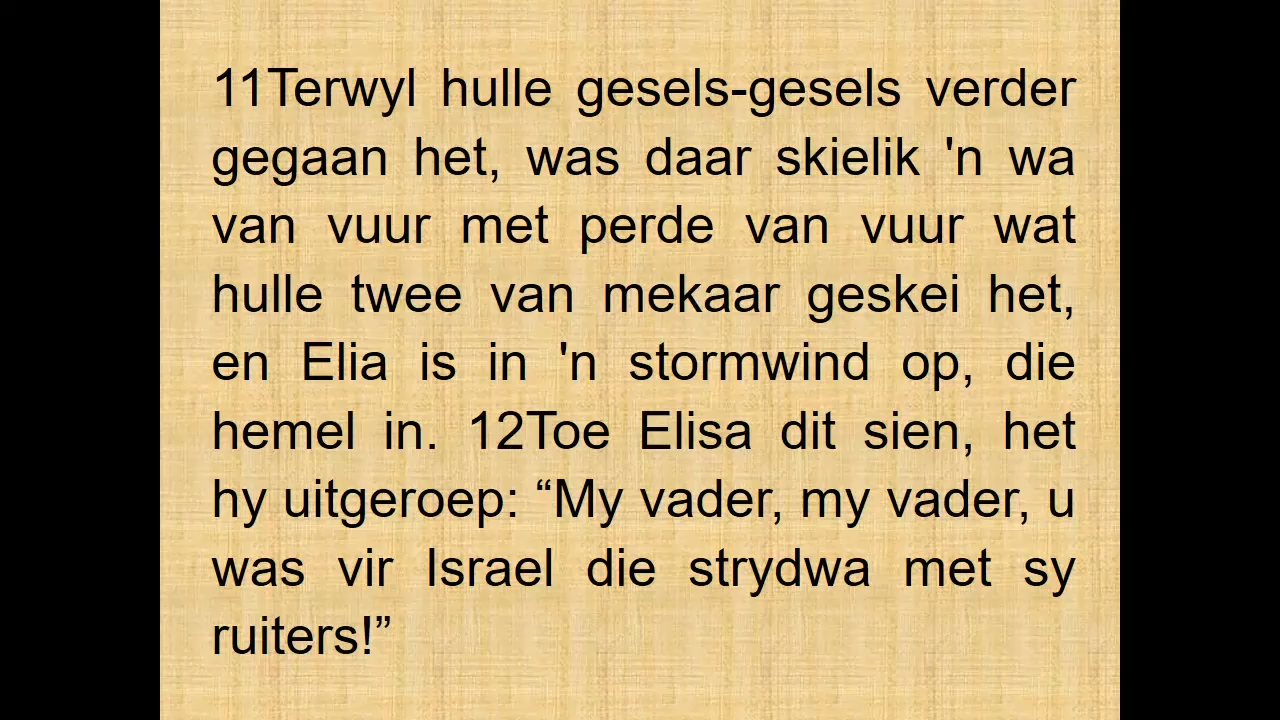 11Terwyl hulle gesels-gesels verder
gegaan het, was daar skielik 'n wa
van vuur met perde van vuur wat
hulle twee van mekaar geskei het,
en Elia is in 'n stormwind op, die
hemel in. 12Toe Elisa dit sien, het
hy uitgeroep: “My vader, my vader, u
was vir Israel die strydwa met sy
ruiters!”